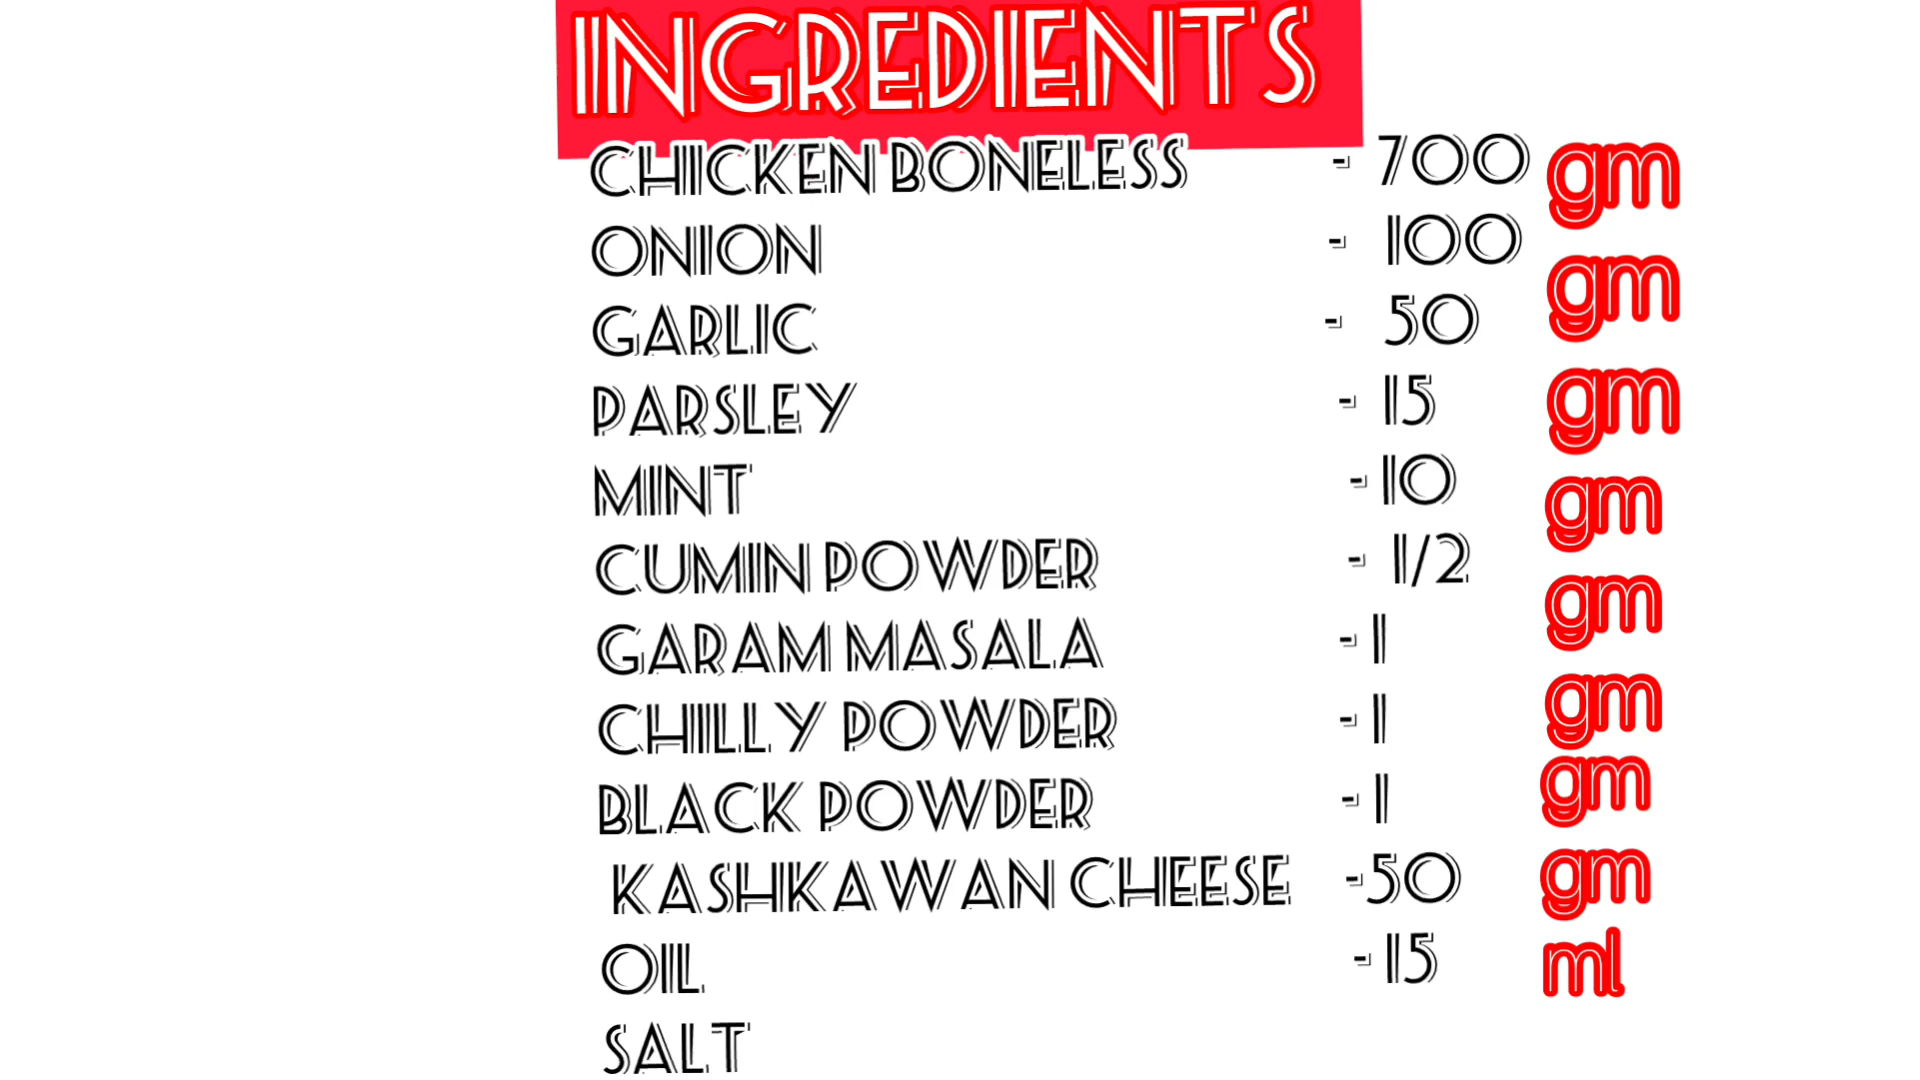 INGREDIENTS
CHICKEN BONELESS - 700 gm
ONION - 100 gm
GARLIC - 50 gm
PARSLEY - 15 gm
MINT - 10 gm
CUMIN POWDER - 1/2 gm
GARAM MASALA - 1 gm
CHILLY POWDER - 1 gm
BLACK POWDER - 1
KASHKAWAN CHEESE -50
OIL - 15 ml
SALT